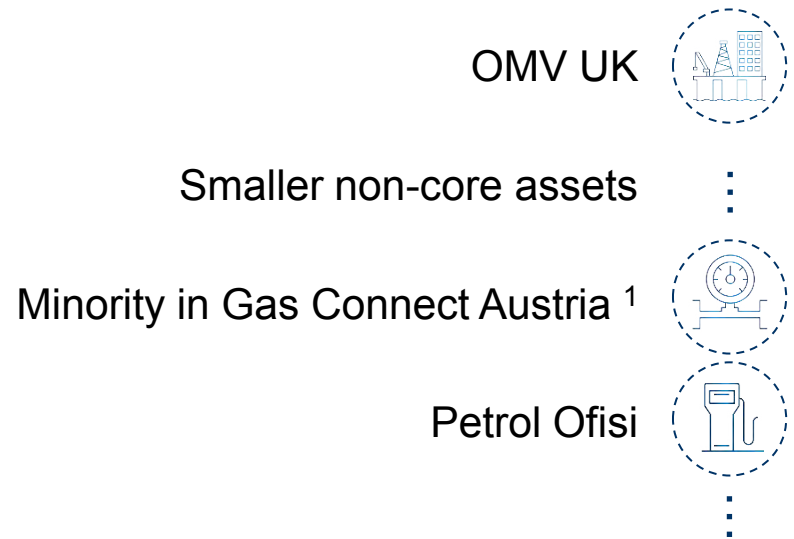 OMV UK
Smaller non-core assets
Minority in Gas Connect Austria ¹
Petrol Ofisi